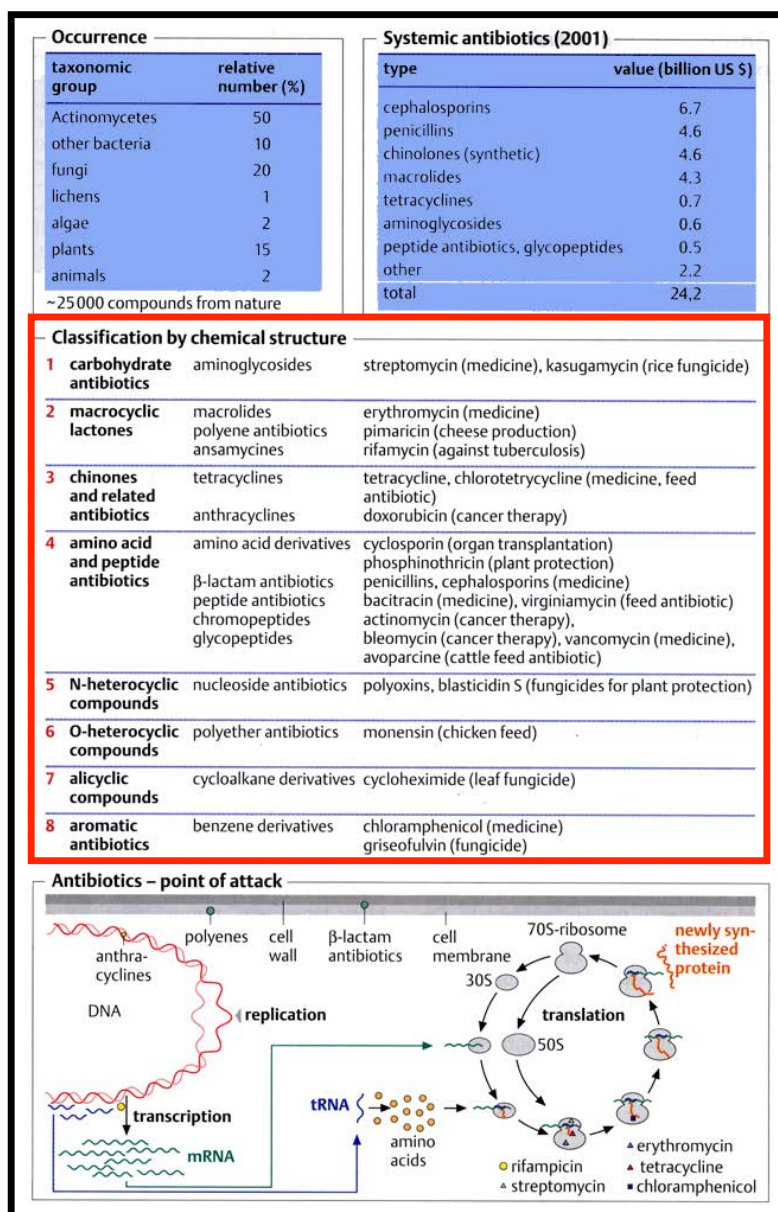 Occurrence
taxonomic group relative number (%)
Actinomycetes 50
other bacteria 10
fungi 20
lichens 1
algae 2
plants 15
animals 2
~25000 compounds from nature
Systemic antibiotics (2001)
type value (billion US $)
cephalosporins 6.7
penicillins 4.6
chinolones (synthetic) 4.6
macrolides 4.3
tetracyclines 0.7
aminoglycosides 0.6
peptide antibiotics, glycopeptides 0.5
other 2.2
total 24,2
Classification by chemical structure
1 carbohydrate antibiotics aminoglycosides streptomycin (medicine), kasugamycin (rice fungicide)
2 macrocyclic lactones macrolides erythromycin (medicine)
polyene antibiotics pimaricin (cheese production)
ansamycines rifamycin (against tuberculosis)
3 chinones and related antibiotics tetracyclines tetracycline, chlorotetrycycline (medicine, feed antibiotic)
anthracyclines doxorubicin (cancer therapy)
4 amino acid and peptide antibiotics amino acid derivatives cyclosporin (organ transplantation)
phosphinothricin (plant protection)
β-lactam antibiotics penicillins, cephalosporins (medicine)
peptide antibiotics bacitracin (medicine), virginiamycin (feed antibiotic)
chromopeptides actinomycin (cancer therapy),
glycopeptides bleomycin (cancer therapy), vancomycin (medicine),
avoparcine (cattle feed antibiotic)
5 N-heterocyclic compounds nucleoside antibiotics polyoxins, blasticidin S (fungicides for plant protection)
6 O-heterocyclic compounds polyether antibiotics monensin (chicken feed)
7 alicyclic compounds cycloalkane derivatives cycloheximide (leaf fungicide)
8 aromatic antibiotics benzene derivatives chloramphenicol (medicine)
griseofulvin (fungicide)
Antibiotics – point of attack
anthra-
cyclines
polyenes
cell
wall
β-lactam
antibiotics
cell
membrane
70S-ribosome
newly syn-
thesized
protein
30S
DNA
replication
translation
50S
transcription
tRNA
mRNA
amino
acids
erythromycin
rifampicin
tetracycline
streptomycin
chloramphenicol